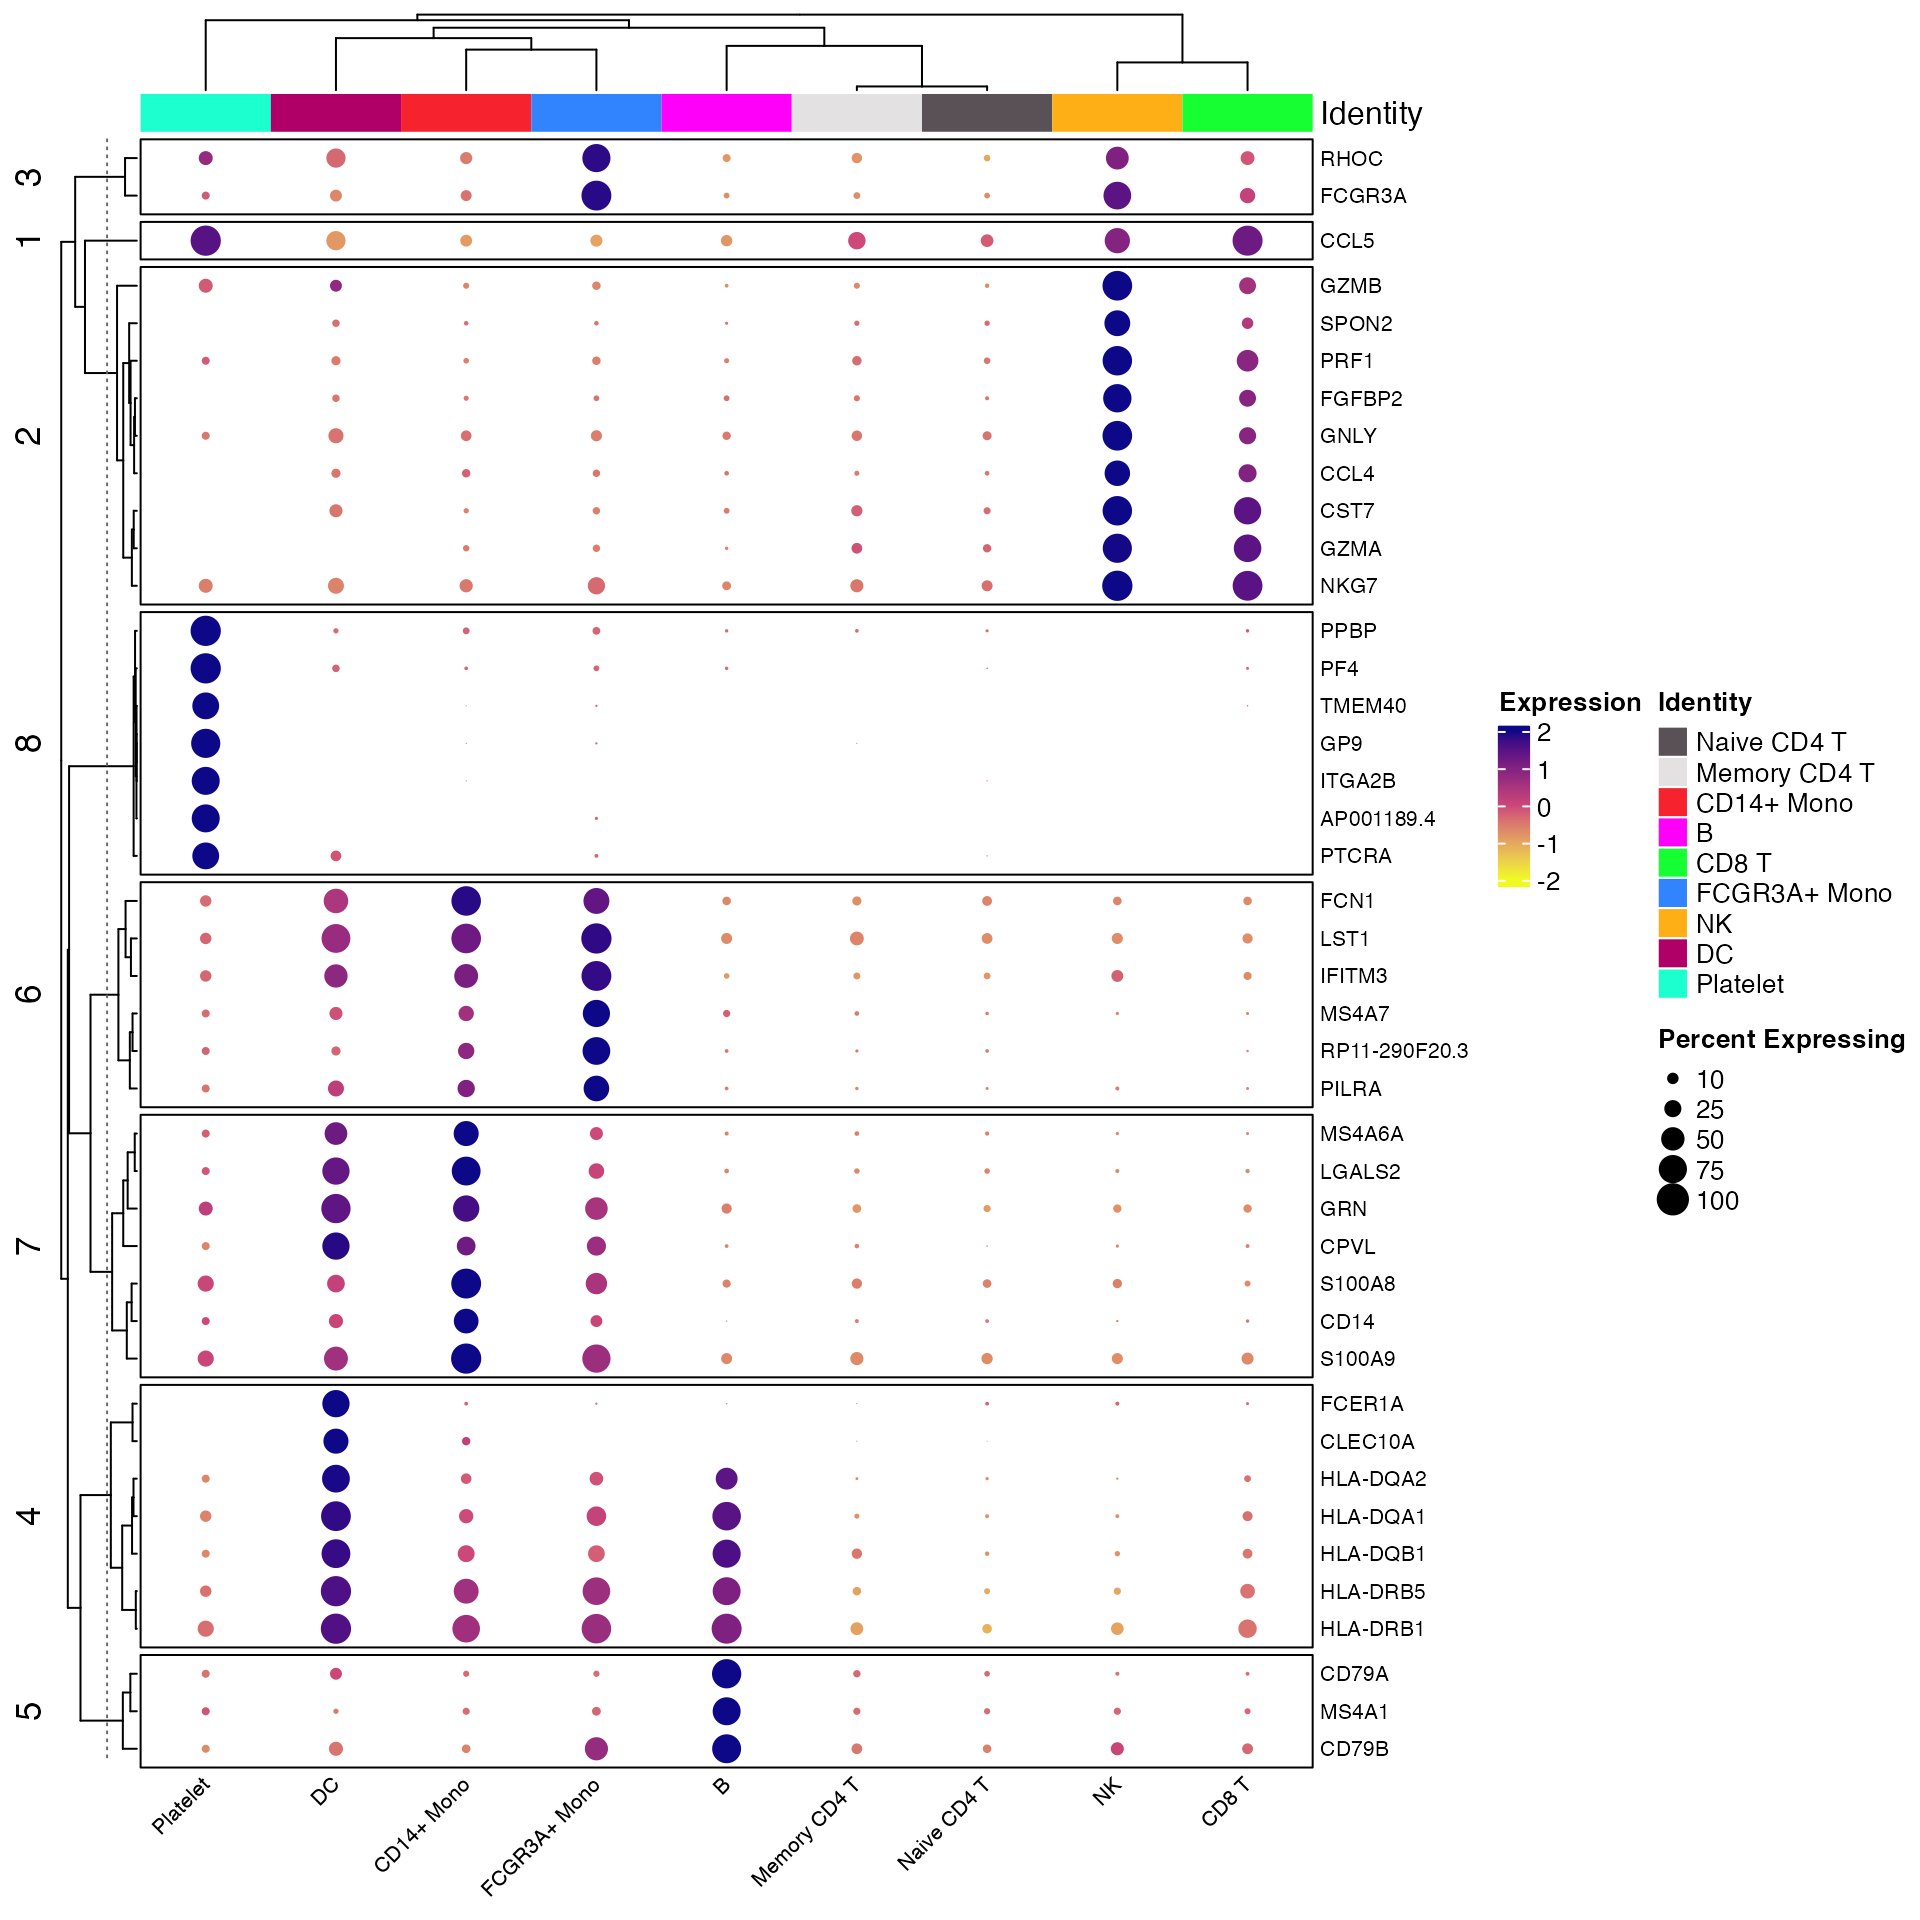 Identity
3
RHOC
FCGR3A
1
CCL5
2
GZMB
SPON2
PRF1
FGFBP2
GNLY
CCL4
CST7
GZMA
NKG7
8
PPBP
PF4
TMEM40
GP9
ITGA2B
AP001189.4
PTCRA
6
FCN1
LST1
IFITM3
MS4A7
RP11-290F20.3
PILRA
7
MS4A6A
LGALS2
GRN
CPVL
S100A8
CD14
S100A9
4
FCER1A
CLEC10A
HLA-DQA2
HLA-DQA1
HLA-DQB1
HLA-DRB5
HLA-DRB1
5
CD79A
MS4A1
CD79B
Platelet
DC
CD14+ Mono
FCGR3A+ Mono
B
Memory CD4 T
Naive CD4 T
NK
CD8 T
Expression
2
1
0
-1
-2
Identity
Naive CD4 T
Memory CD4 T
CD14+ Mono
B
CD8 T
FCGR3A+ Mono
NK
DC
Platelet
Percent Expressing
10
25
50
75
100